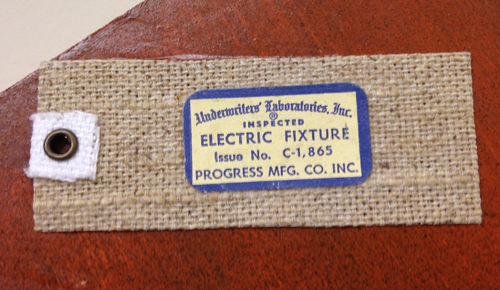 Underwriters' Laboratories, Inc.
®
INSPECTED
ELECTRIC FIXTURE
Issue No. C-1,865
PROGRESS MFG. CO. INC.